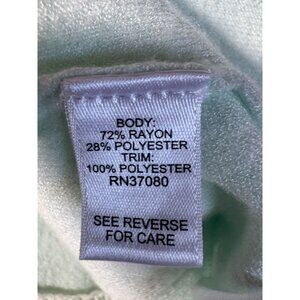 BODY:
72% RAYON
28% POLYESTER
TRIM:
100% POLYESTER
RN37080
SEE REVERSE
FOR CARE